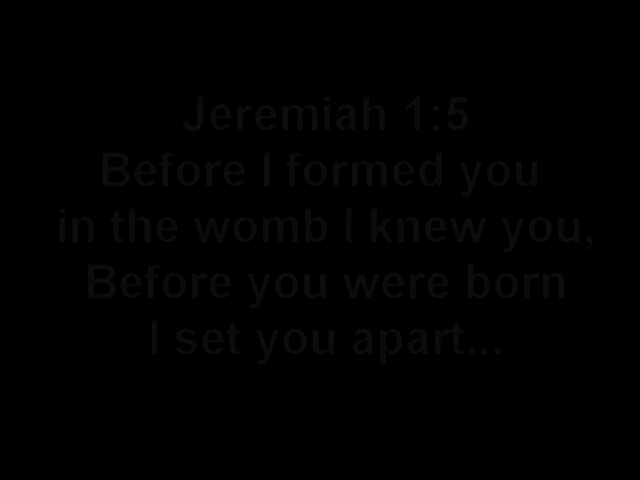 Jeremiah 1:5
Before I formed you
in the womb I knew you,
Before you were born
I set you apart...